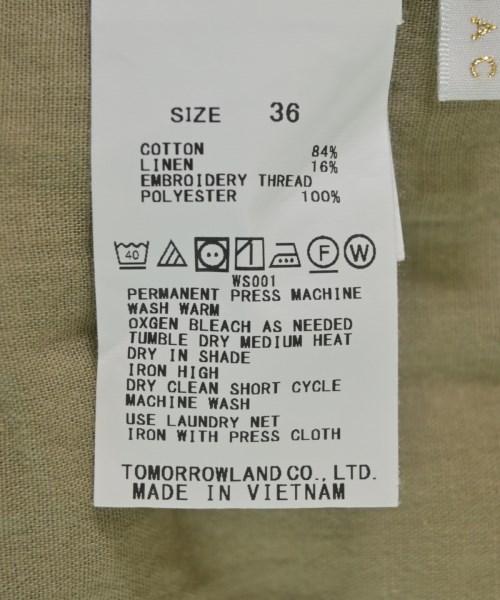 A C
SIZE 36
COTTON 84%
LINEN 16%
EMBROIDERY THREAD
POLYESTER 100%
40 F W
WS001
PERMANENT PRESS MACHINE
WASH WARM
OXGEN BLEACH AS NEEDED
TUMBLE DRY MEDIUM HEAT
DRY IN SHADE
IRON HIGH
DRY CLEAN SHORT CYCLE
MACHINE WASH
USE LAUNDRY NET
IRON WITH PRESS CLOTH
TOMORROWLAND CO., LTD.
MADE IN VIETNAM